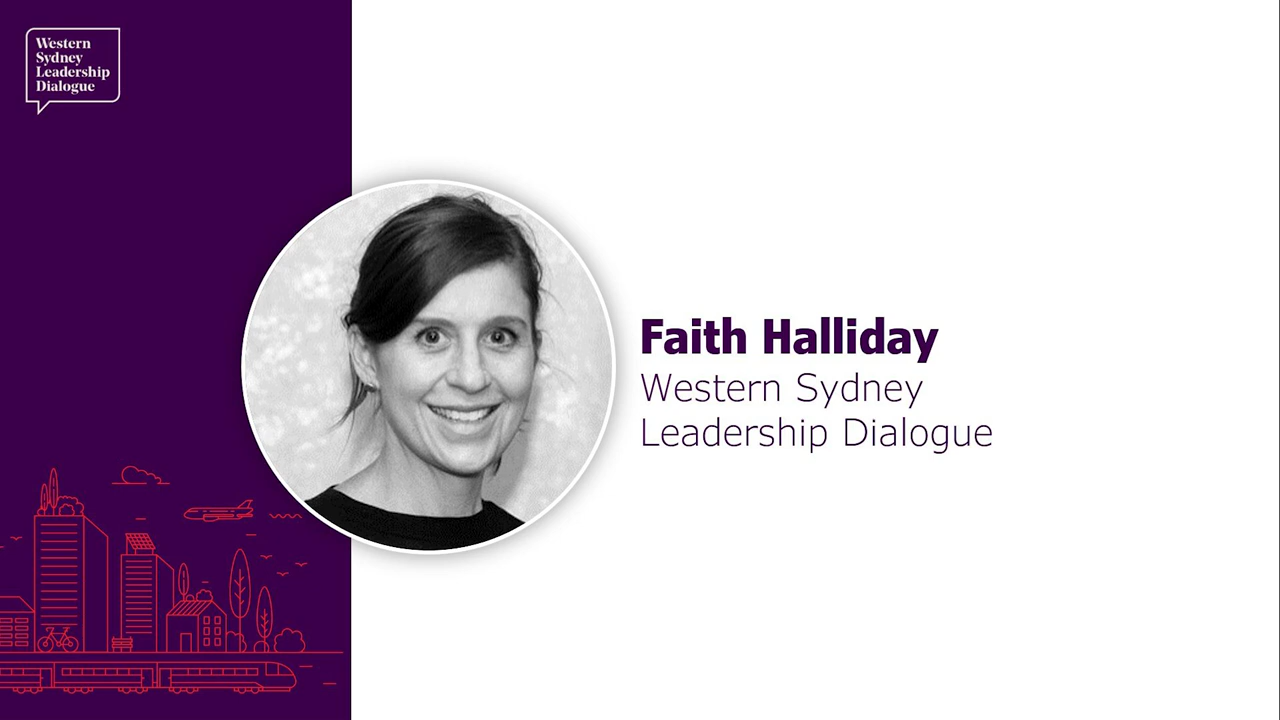 Western
Sydney
Leadership
Dialogue
Faith Halliday
Western Sydney
Leadership Dialogue